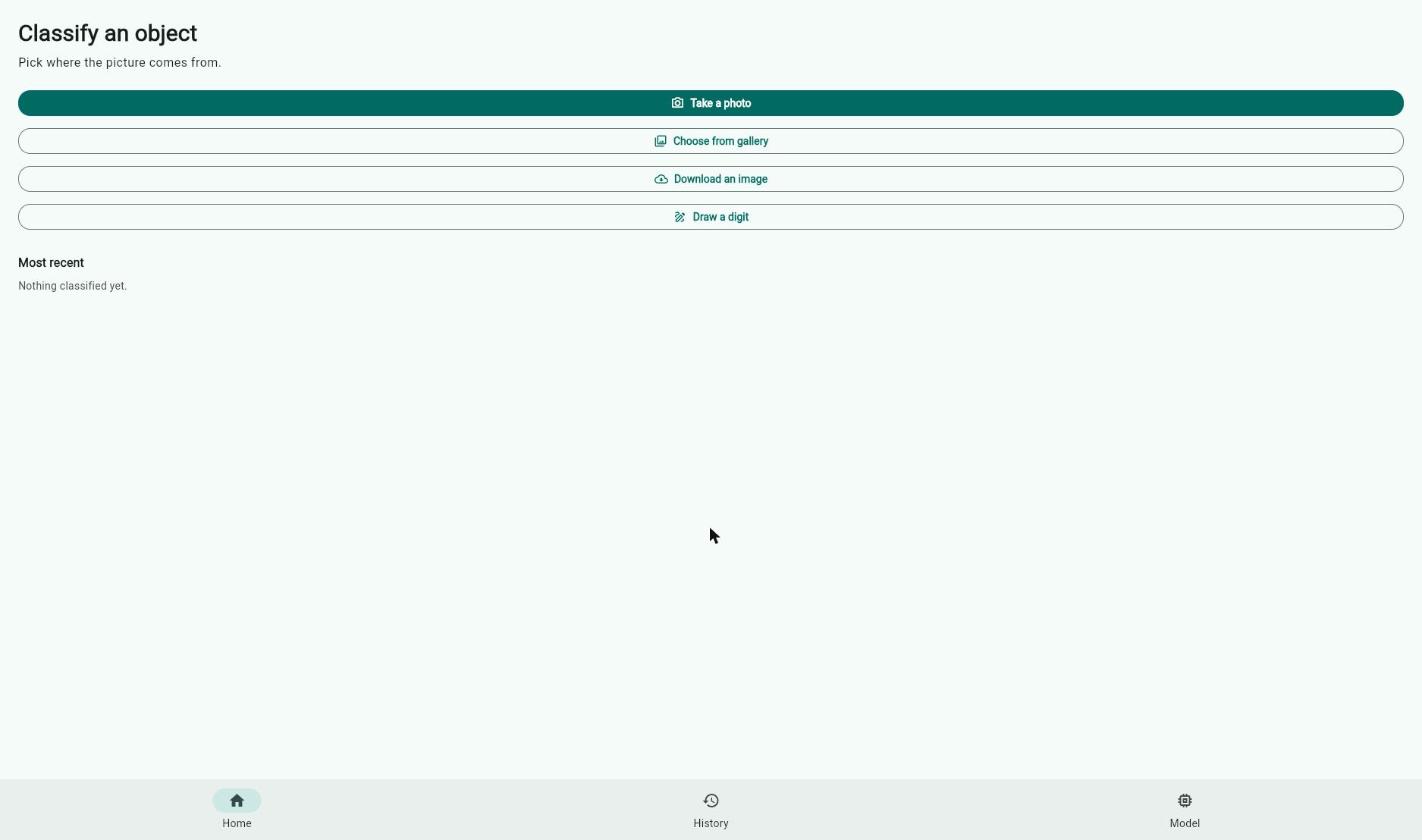 Classify an object
Pick where the picture comes from.
Take a photo
Choose from gallery
Download an image
Draw a digit
Most recent
Nothing classified yet.
Home
History
Model